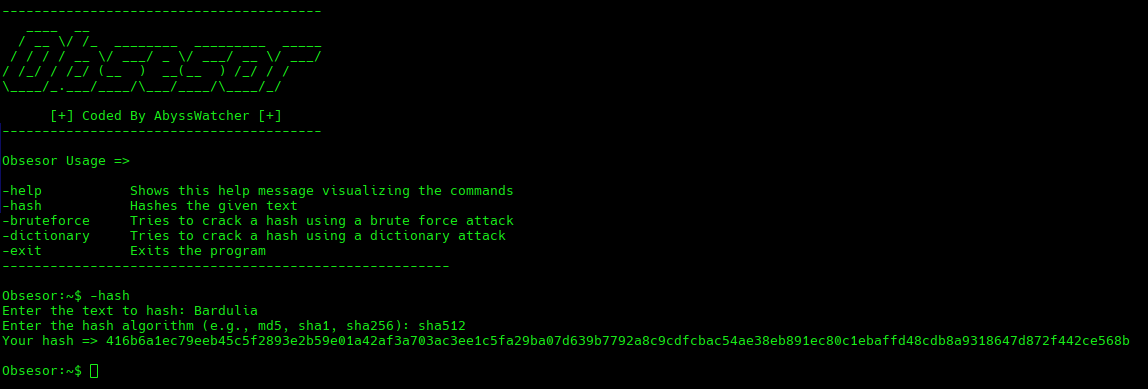 ----------------------------------------
   ____  __
  / __ \/ /_  ________  _________  _____
 / / / / __ \/ ___/ _ \/ ___/ __ \/ ___/
/ /_/ / /_/ (__  )  __(__  ) /_/ / /
\____/_.___/____/\___/____/\____/_/

      [+] Coded By AbyssWatcher [+]
----------------------------------------

Obsesor Usage =>

-help           Shows this help message visualizing the commands
-hash           Hashes the given text
-bruteforce     Tries to crack a hash using a brute force attack
-dictionary     Tries to crack a hash using a dictionary attack
-exit           Exits the program
--------------------------------------------------------

Obsesor:~$ -hash
Enter the text to hash: Bardulia
Enter the hash algorithm (e.g., md5, sha1, sha256): sha512
Your hash => 416b6a1ec79eeb45c5f2893e2b59e01a42af3a703ac3ee1c5fa29ba07d639b7792a8c9cdfcbac54ae38eb891ec80c1ebaffd48cdb8a9318647d872f442ce568b

Obsesor:~$